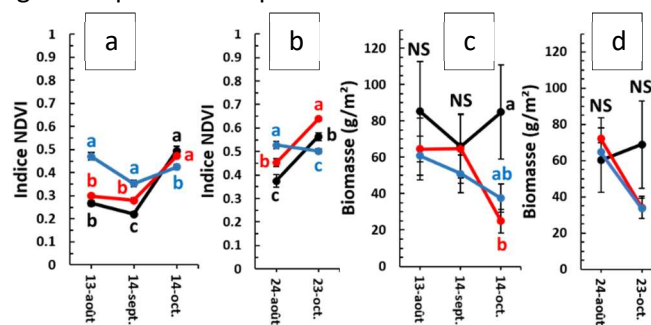 a
b
c
d
Indice NDVI
1
0.9
0.8
0.7
0.6
0.5
0.4
0.3
0.2
0.1
0
a
b
b
a
b
c
a
a
b
13-août
14-sept.
14-oct.
Indice NDVI
1
0.9
0.8
0.7
0.6
0.5
0.4
0.3
0.2
0.1
0
a
b
c
a
b
c
24-août
23-oct.
Biomasse (g/m²)
120
100
80
60
40
20
0
NS
NS
a
ab
b
13-août
14-sept.
14-oct.
Biomasse (g/m²)
120
100
80
60
40
20
0
NS
NS
24-août
23-oct.